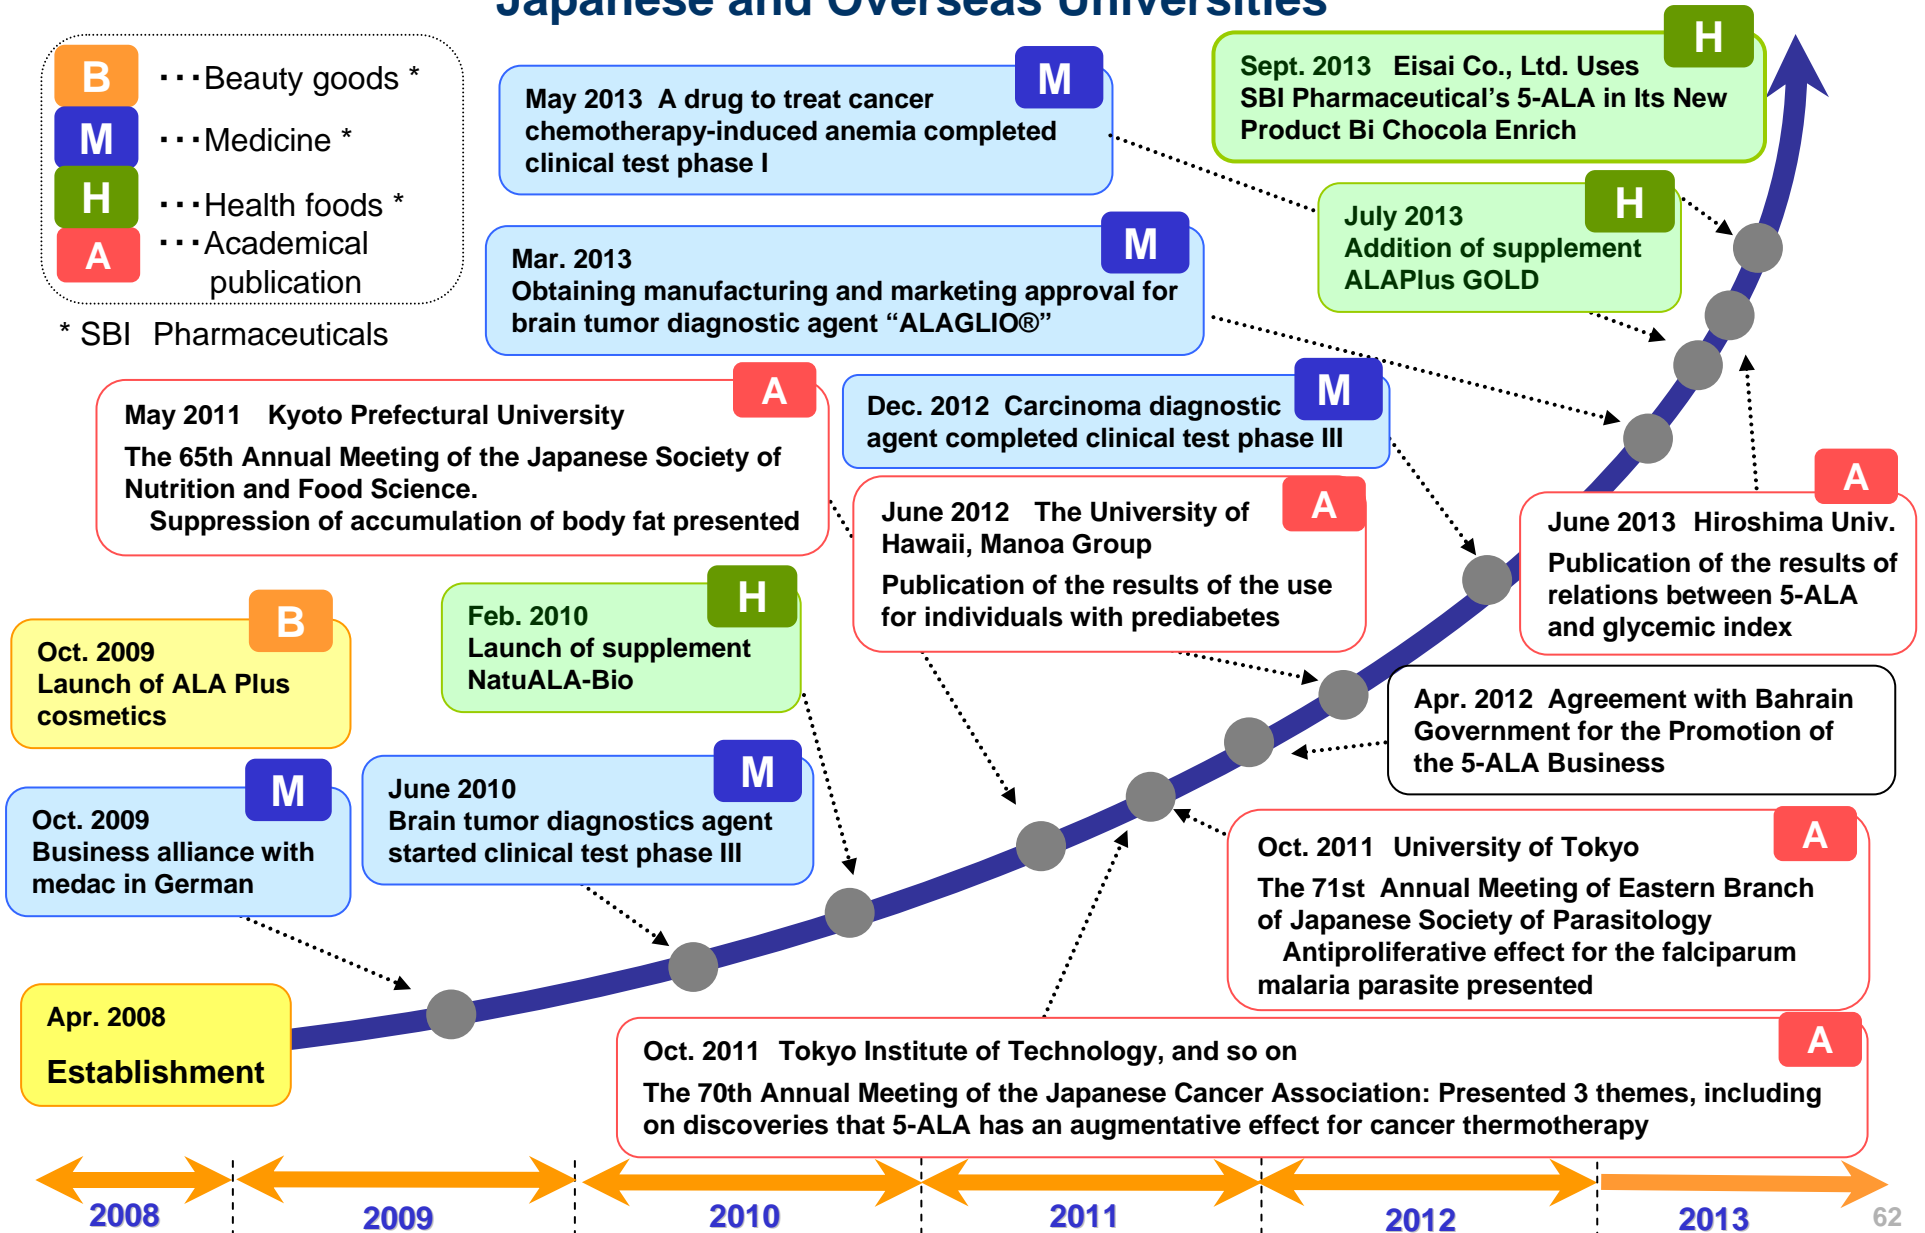 Japanese and Overseas Universities
B ･･･Beauty goods *
M ･･･Medicine *
H ･･･Health foods *
A ･･･Academical
publication
* SBI Pharmaceuticals
M
May 2013 A drug to treat cancer
chemotherapy-induced anemia completed
clinical test phase I
H
Sept. 2013 Eisai Co., Ltd. Uses
SBI Pharmaceutical's 5-ALA in Its New
Product Bi Chocola Enrich
H
July 2013
Addition of supplement
ALAPlus GOLD
M
Mar. 2013
Obtaining manufacturing and marketing approval for
brain tumor diagnostic agent “ALAGLIO®”
A
May 2011 Kyoto Prefectural University
The 65th Annual Meeting of the Japanese Society of
Nutrition and Food Science.
Suppression of accumulation of body fat presented
M
Dec. 2012 Carcinoma diagnostic
agent completed clinical test phase III
A
June 2012 The University of
Hawaii, Manoa Group
Publication of the results of the use
for individuals with prediabetes
A
June 2013 Hiroshima Univ.
Publication of the results of
relations between 5-ALA
and glycemic index
B
Oct. 2009
Launch of ALA Plus
cosmetics
H
Feb. 2010
Launch of supplement
NatuALA-Bio
Apr. 2012 Agreement with Bahrain
Government for the Promotion of
the 5-ALA Business
M
Oct. 2009
Business alliance with
medac in German
M
June 2010
Brain tumor diagnostics agent
started clinical test phase III
A
Oct. 2011 University of Tokyo
The 71st Annual Meeting of Eastern Branch
of Japanese Society of Parasitology
Antiproliferative effect for the falciparum
malaria parasite presented
Apr. 2008
Establishment
A
Oct. 2011 Tokyo Institute of Technology, and so on
The 70th Annual Meeting of the Japanese Cancer Association: Presented 3 themes, including
on discoveries that 5-ALA has an augmentative effect for cancer thermotherapy
2008 2009 2010 2011 2012 2013
62